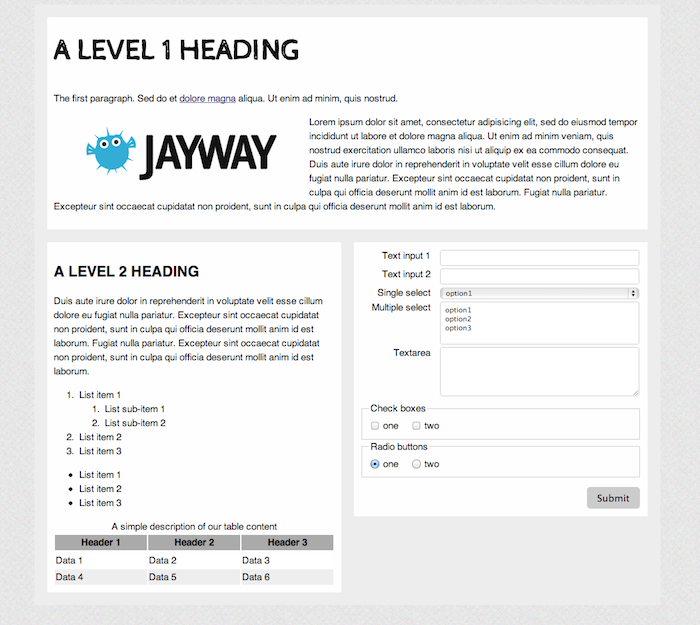 A LEVEL 1 HEADING
The first paragraph. Sed do et dolore magna aliqua. Ut enim ad minim, quis nostrud.
JAYWAY
Lorem ipsum dolor sit amet, consectetur adipisicing elit, sed do eiusmod tempor
incididunt ut labore et dolore magna aliqua. Ut enim ad minim veniam, quis
nostrud exercitation ullamco laboris nisi ut aliquip ex ea commodo consequat.
Duis aute irure dolor in reprehenderit in voluptate velit esse cillum dolore eu
fugiat nulla pariatur. Excepteur sint occaecat cupidatat non proident, sunt in
culpa qui officia deserunt mollit anim id est laborum. Fugiat nulla pariatur.
Excepteur sint occaecat cupidatat non proident, sunt in culpa qui officia deserunt mollit anim id est laborum.
A LEVEL 2 HEADING
Duis aute irure dolor in reprehenderit in voluptate velit esse cillum
dolore eu fugiat nulla pariatur. Excepteur sint occaecat cupidatat
non proident, sunt in culpa qui officia deserunt mollit anim id est
laborum. Fugiat nulla pariatur. Excepteur sint occaecat cupidatat
non proident, sunt in culpa qui officia deserunt mollit anim id est
laborum.
1. List item 1
1. List sub-item 1
2. List sub-item 2
2. List item 2
3. List item 3
• List item 1
• List item 2
• List item 3
A simple description of our table content
Header 1 Header 2 Header 3
Data 1 Data 2 Data 3
Data 4 Data 5 Data 6
Text input 1
Text input 2
Single select option1
Multiple select option1
option2
option3
Textarea
Check boxes
one two
Radio buttons
one two
Submit